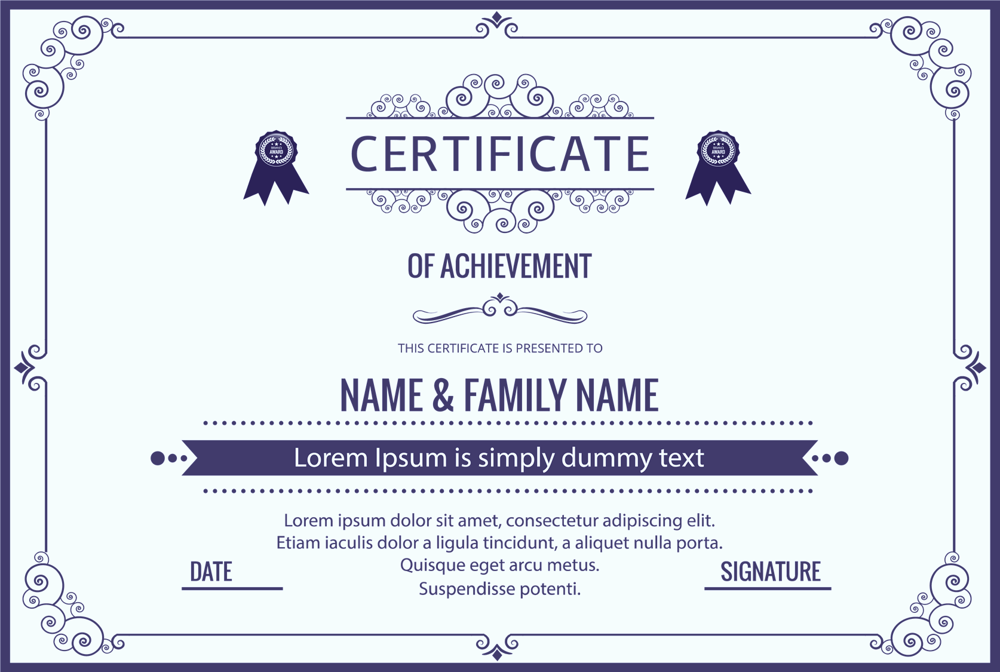 CERTIFICATE
BRAND
AWARD
BRAND
AWARD
OF ACHIEVEMENT
THIS CERTIFICATE IS PRESENTED TO
NAME & FAMILY NAME
Lorem Ipsum is simply dummy text
Lorem ipsum dolor sit amet, consectetur adipiscing elit.
Etiam iaculis dolor a ligula tincidunt, a aliquet nulla porta.
Quisque eget arcu metus.
Suspendisse potenti.
DATE
SIGNATURE